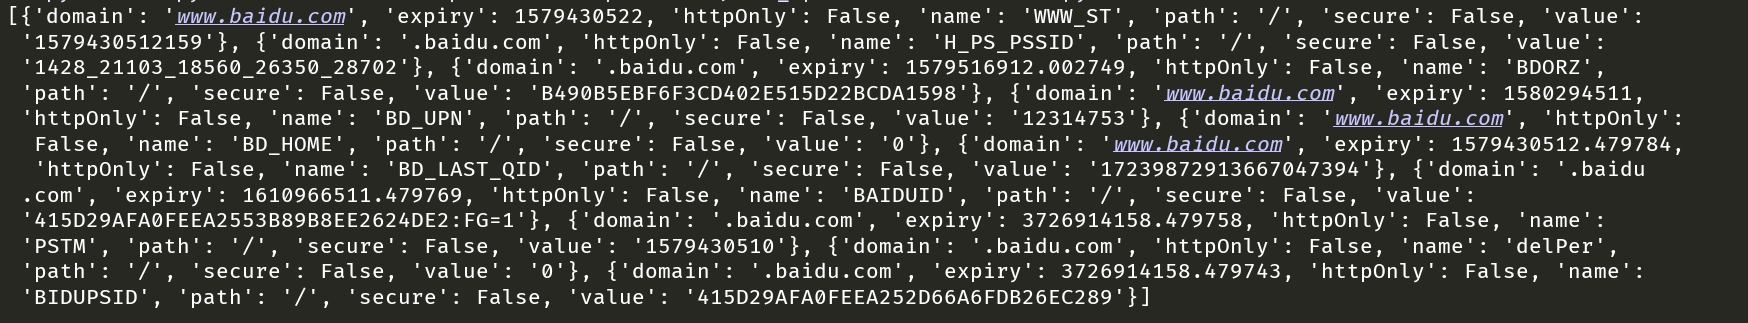 [{'domain': 'www.baidu.com', 'expiry': 1579430522, 'httpOnly': False, 'name': 'WWW_ST', 'path': '/', 'secure': False, 'value':
'1579430512159'}, {'domain': '.baidu.com', 'httpOnly': False, 'name': 'H_PS_PSSID', 'path': '/', 'secure': False, 'value':
'1428_21103_18560_26350_28702'}, {'domain': '.baidu.com', 'expiry': 1579516912.002749, 'httpOnly': False, 'name': 'BDORZ',
'path': '/', 'secure': False, 'value': 'B490B5EBF6F3CD402E515D22BCDA1598'}, {'domain': 'www.baidu.com', 'expiry': 1580294511,
'httpOnly': False, 'name': 'BD_UPN', 'path': '/', 'secure': False, 'value': '12314753'}, {'domain': 'www.baidu.com', 'httpOnly':
False, 'name': 'BD_HOME', 'path': '/', 'secure': False, 'value': '0'}, {'domain': 'www.baidu.com', 'expiry': 1579430512.479784,
'httpOnly': False, 'name': 'BD_LAST_QID', 'path': '/', 'secure': False, 'value': '17239872913667047394'}, {'domain': '.baidu
.com', 'expiry': 1610966511.479769, 'httpOnly': False, 'name': 'BAIDUID', 'path': '/', 'secure': False, 'value':
'415D29AFA0FEEA2553B89B8EE2624DE2:FG=1'}, {'domain': '.baidu.com', 'expiry': 3726914158.479758, 'httpOnly': False, 'name':
'PSTM', 'path': '/', 'secure': False, 'value': '1579430510'}, {'domain': '.baidu.com', 'httpOnly': False, 'name': 'delPer',
'path': '/', 'secure': False, 'value': '0'}, {'domain': '.baidu.com', 'expiry': 3726914158.479743, 'httpOnly': False, 'name':
'BIDUPSID', 'path': '/', 'secure': False, 'value': '415D29AFA0FEEA252D66A6FDB26EC289'}]